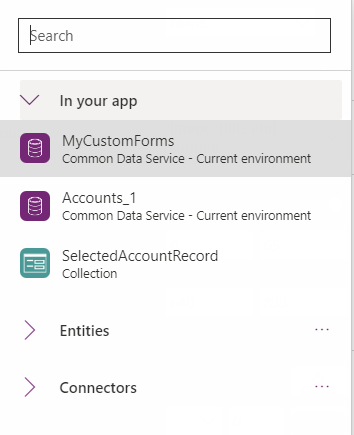 Search
In your app
MyCustomForms
Common Data Service - Current environment
Accounts_1
Common Data Service - Current environment
SelectedAccountRecord
Collection
Entities
Connectors